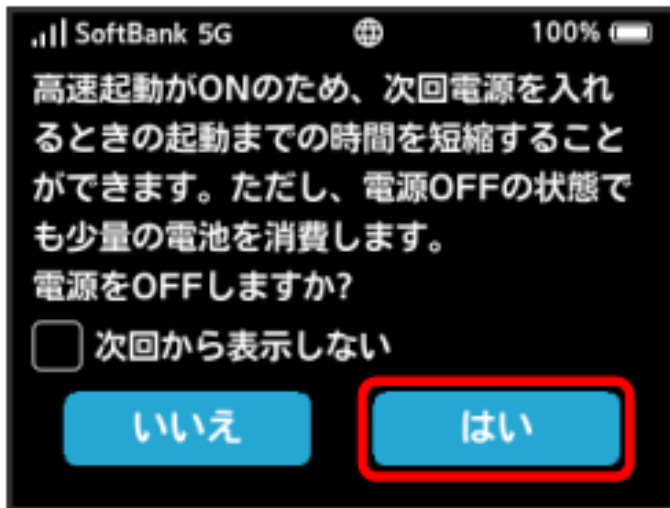 SoftBank 5G 100%
高速起動がONのため、次回電源を入れ
るときの起動までの時間を短縮すること
ができます。ただし、電源OFFの状態で
も少量の電池を消費します。
電源をOFFしますか?
次回から表示しない
いいえ はい